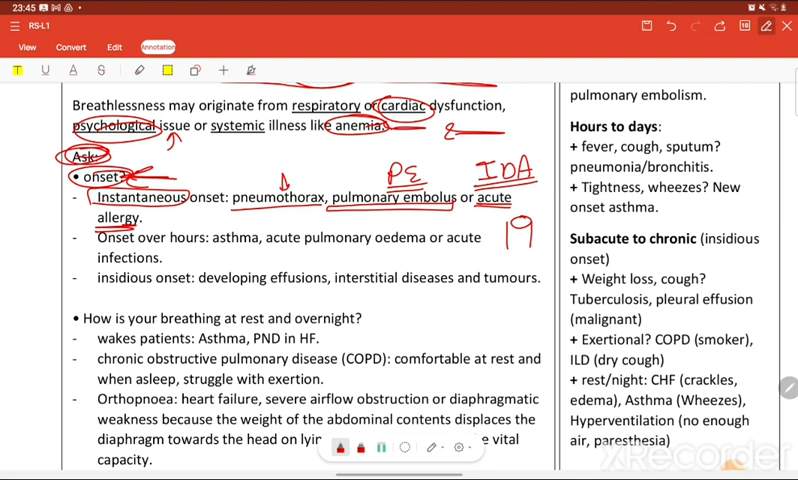 23:45
RS-L1
View Convert Edit Annotation
Breathlessness may originate from respiratory or cardiac dysfunction,
psychological issue or systemic illness like anemia.
Ask:
• onset?
PE IDA
- Instantaneous onset: pneumothorax, pulmonary embolus or acute
allergy.
19
- Onset over hours: asthma, acute pulmonary oedema or acute
infections.
- insidious onset: developing effusions, interstitial diseases and tumours.
• How is your breathing at rest and overnight?
- wakes patients: Asthma, PND in HF.
- chronic obstructive pulmonary disease (COPD): comfortable at rest and
when asleep, struggle with exertion.
- Orthopnoea: heart failure, severe airflow obstruction or diaphragmatic
weakness because the weight of the abdominal contents displaces the
diaphragm towards the head on vital
capacity.
pulmonary embolism.
Hours to days:
+ fever, cough, sputum?
pneumonia/bronchitis.
+ Tightness, wheezes? New
onset asthma.
Subacute to chronic (insidious
onset)
+ Weight loss, cough?
Tuberculosis, pleural effusion
(malignant)
+ Exertional? COPD (smoker),
ILD (dry cough)
+ rest/night: CHF (crackles,
edema), Asthma (Wheezes),
Hyperventilation (no enough
air, paresthesia)
XRecorder